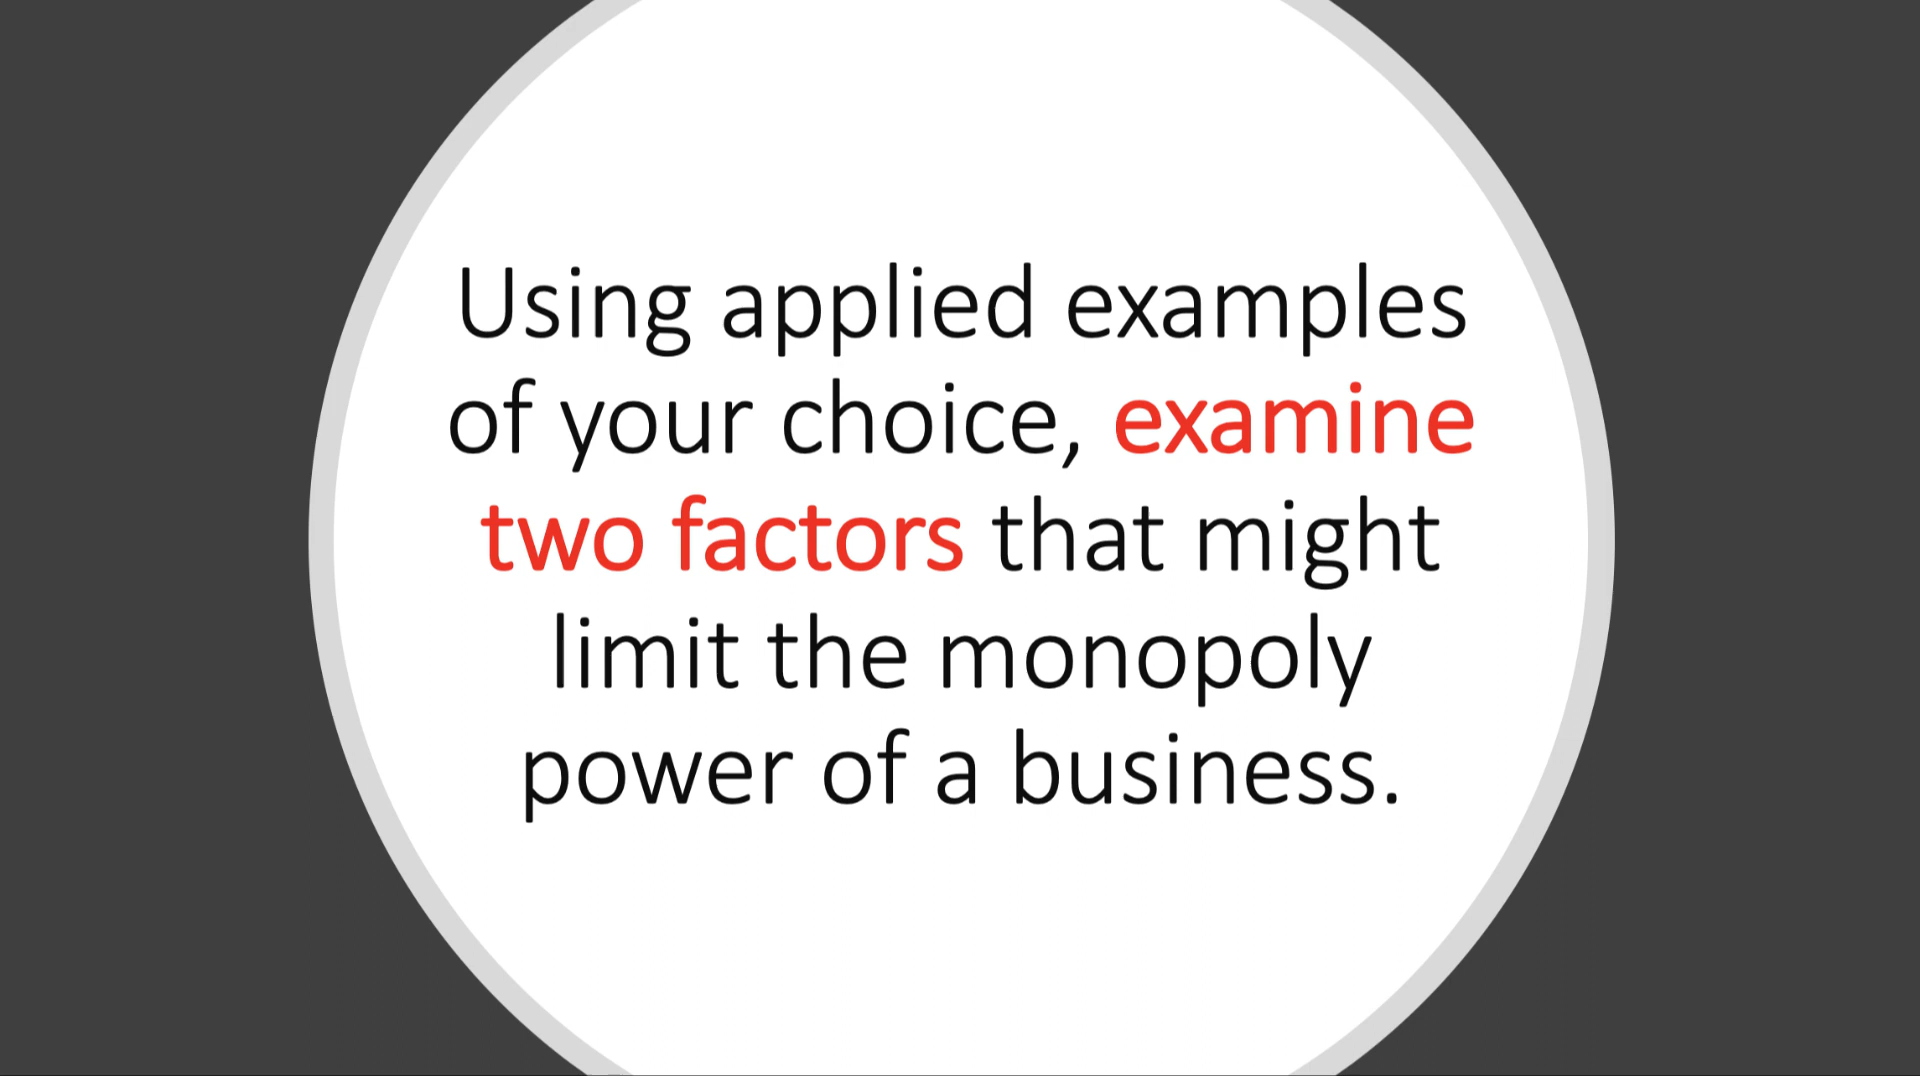 Using applied examples
of your choice, examine
two factors that might
limit the monopoly
power of a business.